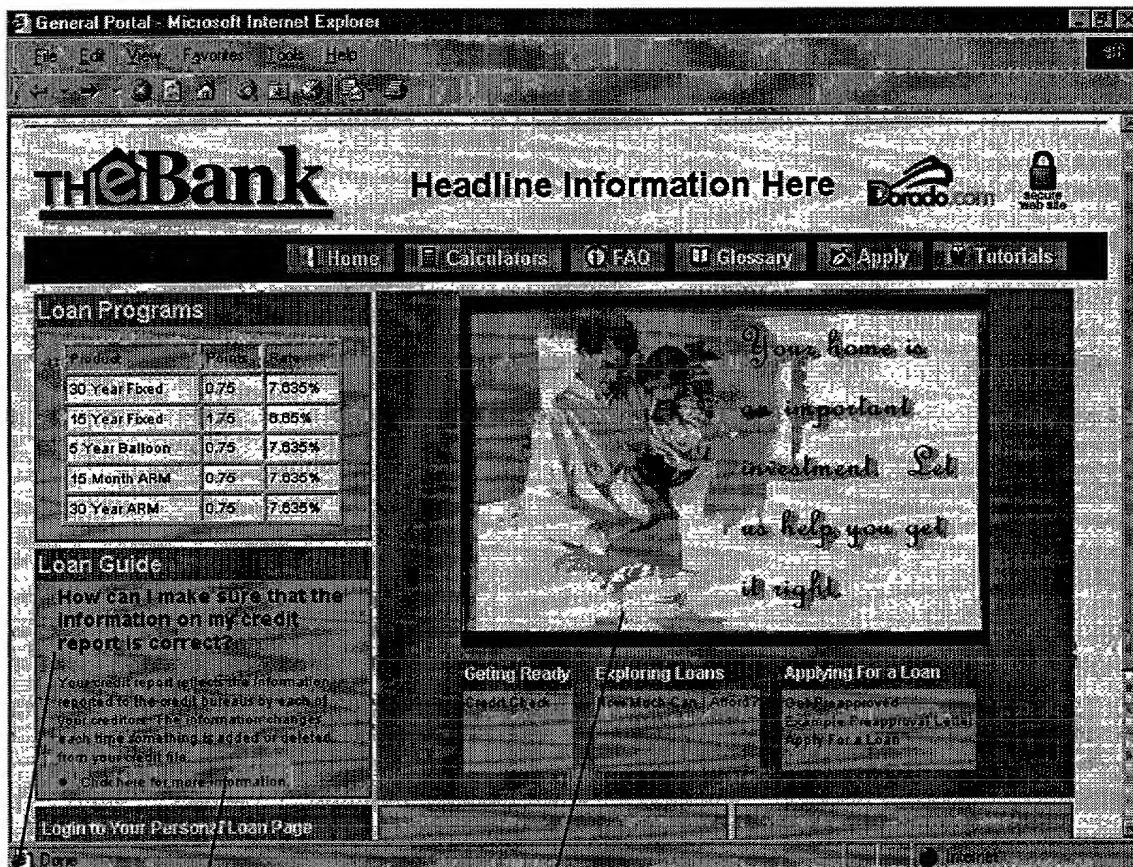 General Portal - Microsoft Internet Explorer
File Edit View Favorites Tools Help
THeBank
Headline Information Here
Dorado.com
secure
web site
Home Calculators FAQ Glossary Apply Tutorials
Loan Programs
Product Points Rate
30 Year Fixed 0.75 7.635%
15 Year Fixed 1.75 6.65%
5 Year Balloon 0.75 7.635%
15 Month ARM 0.75 7.635%
30 Year ARM 0.75 7.635%
Your home is
an important
investment. Let
us help you get
it right.
Loan Guide
How can I make sure that the
information on my credit
report is correct?
Your credit report reflects the information
reported to the credit bureaus by each of
your creditors. The information changes
each time something is added or deleted
from your credit file.
Click here for more information
Geting Ready
Credit Check
Exploring Loans
How Much Can I Afford?
Applying For a Loan
Get Preapproved
Example Preapproval Letter
Apply For a Loan
Login to Your Personal Loan Page
Done
Internet